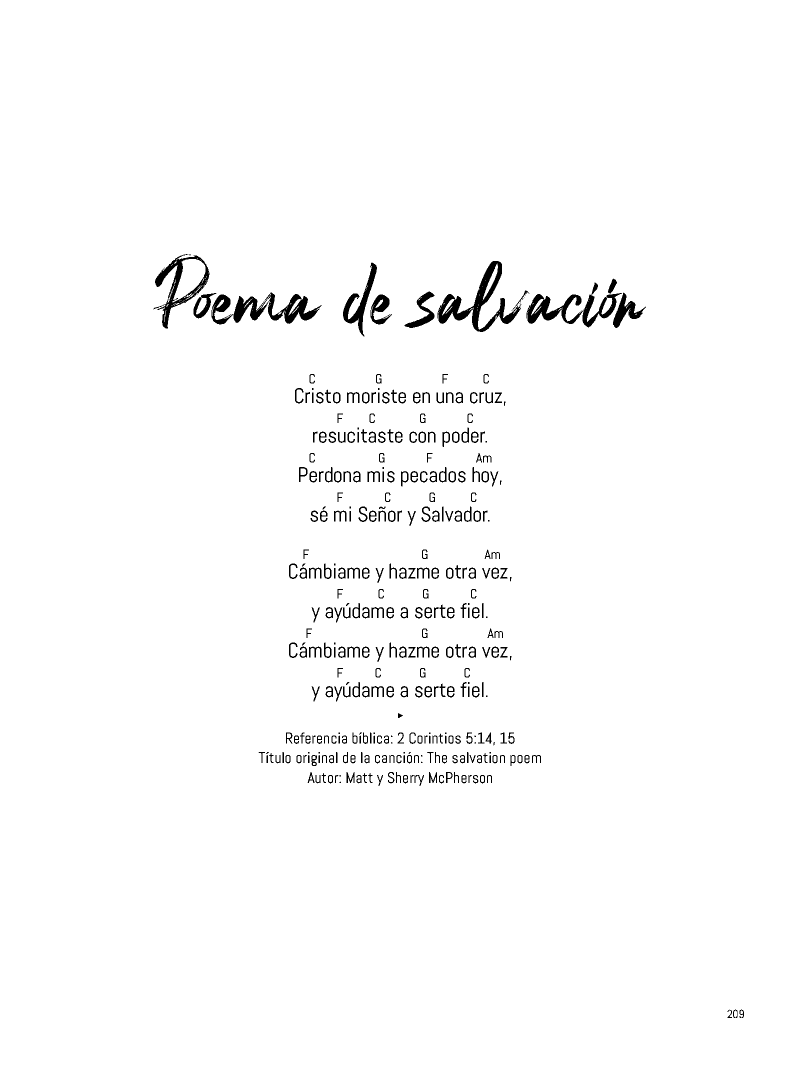 Poema de salvación
C G F C
Cristo moriste en una cruz,
F C G C
resucitaste con poder.
C G F Am
Perdona mis pecados hoy,
F C G C
sé mi Señor y Salvador.
F G Am
Cámbiame y hazme otra vez,
F C G C
y ayúdame a serte fiel.
F G Am
Cámbiame y hazme otra vez,
F C G C
y ayúdame a serte fiel.
Referencia bíblica: 2 Corintios 5:14, 15
Título original de la canción: The salvation poem
Autor: Matt y Sherry McPherson
209